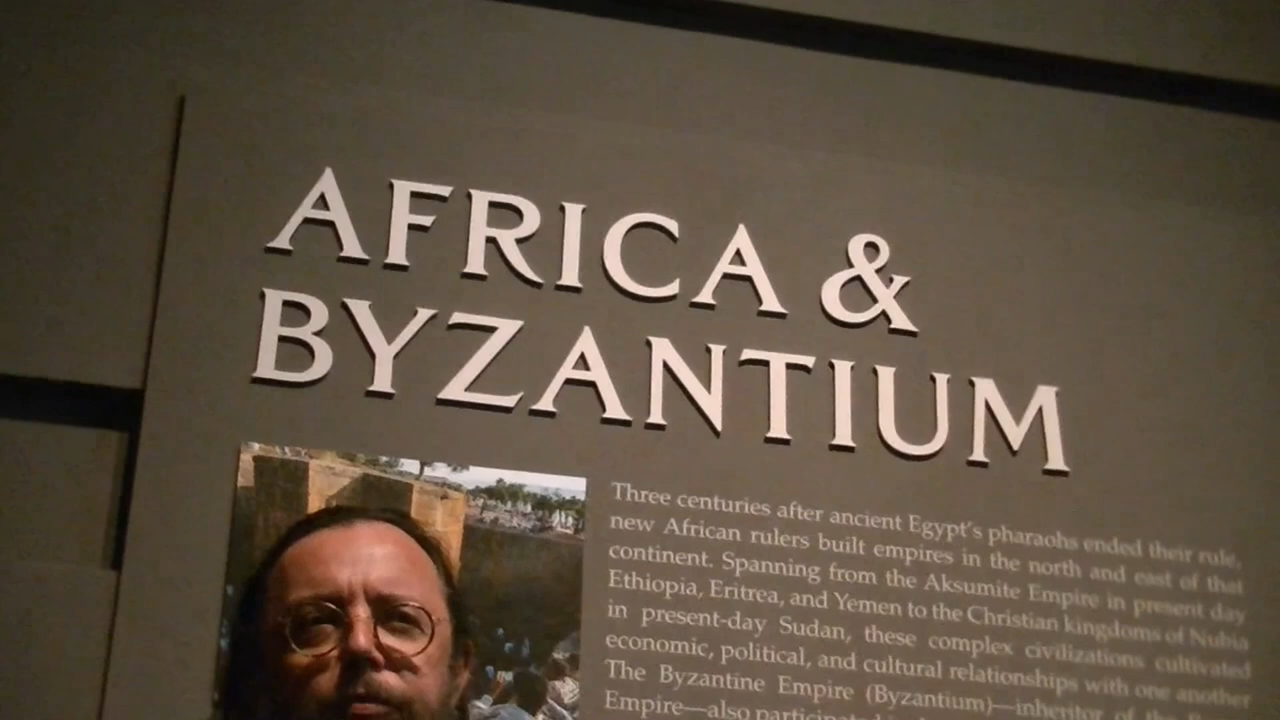 AFRICA &
BYZANTIUM
Three centuries after ancient Egypt's pharaohs ended their rule,
new African rulers built empires in the north and east of that
continent. Spanning from the Aksumite Empire in present day
Ethiopia, Eritrea, and Yemen to the Christian kingdoms of Nubia
in present-day Sudan, these complex civilizations cultivated
economic, political, and cultural relationships with one another
The Byzantine Empire (Byzantium)—inheritor of the
Empire—also participated